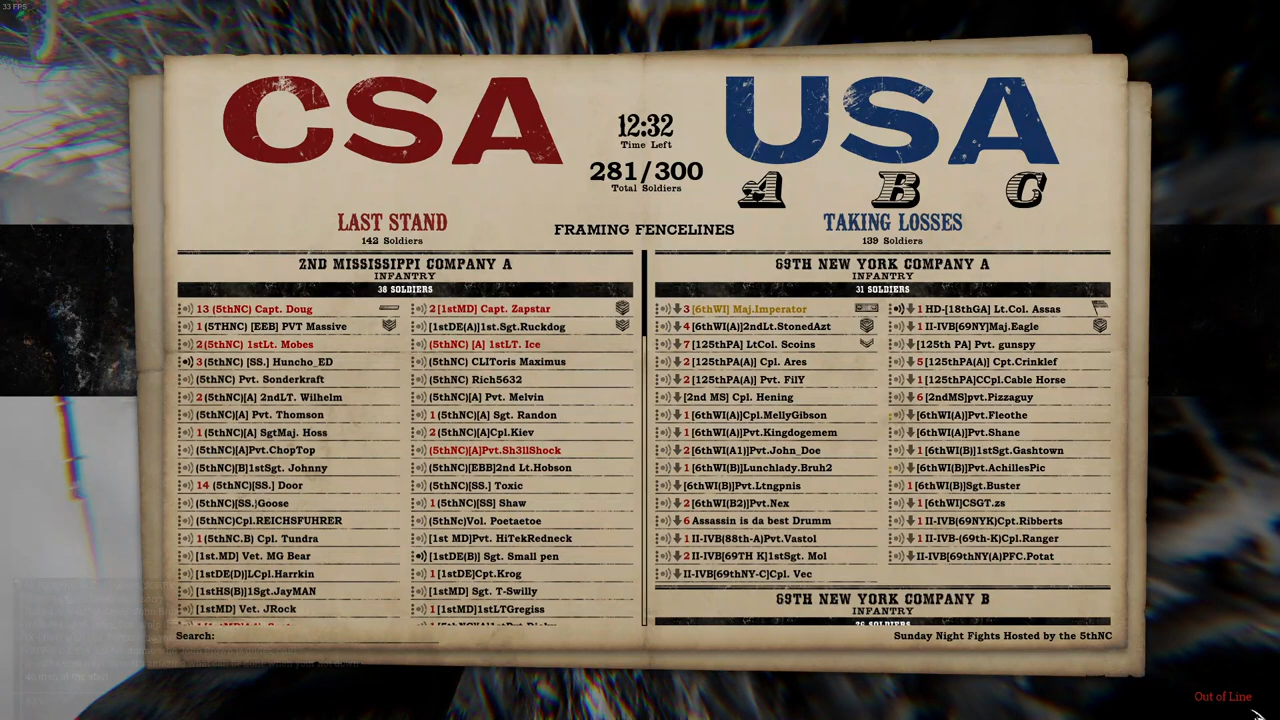 33 FPS
CSA
USA
12:32
Time Left
281/300
Total Soldiers
A B C
LAST STAND
142 Soldiers
FRAMING FENCELINES
TAKING LOSSES
139 Soldiers
2ND MISSISSIPPI COMPANY A
INFANTRY
38 SOLDIERS
13 (5thNC) Capt. Doug
2 [1stMD] Capt. Zapstar
1 (5THNC) [EEB] PVT Massive
[1stDE(A)]1st.Sgt.Ruckdog
2 (5thNC) 1stLt. Mobes
(5thNC) [A] 1stLT. Ice
3 (5thNC) [SS.] Huncho_ED
(5thNC) CLIToris Maximus
(5thNC) Pvt. Sonderkraft
(5thNC) Rich5632
2 (5thNC)[A] 2ndLT. Wilhelm
(5thNC)[A] Pvt. Melvin
(5thNC)[A] Pvt. Thomson
1 (5thNC)[A] Sgt. Randon
1 (5thNC)[A] SgtMaj. Hoss
2 (5thNC)[A]Cpl.Kiev
(5thNC)[A]Pvt.ChopTop
(5thNC)[A]Pvt.Sh3llShock
(5thNC)[B]1stSgt. Johnny
(5thNC)[EBB]2nd Lt.Hobson
14 (5thNC)[SS.] Door
(5thNC)[SS.] Toxic
(5thNC)[SS.]Goose
1 (5thNC)[SS] Shaw
(5thNC)Cpl.REICHSFUHRER
(5thNc)Vol. Poetaetoe
1 (5thNC.B) Cpl. Tundra
[1st MD]Pvt. HiTekRedneck
[1st.MD] Vet. MG Bear
[1stDE(B)] Sgt. Small pen
[1stDE(D)]LCpl.Harrkin
1 [1stDE]Cpt.Krog
[1stHS(B)]1Sgt.JayMAN
[1stMD] Sgt. T-Swilly
[1stMD] Vet. JRock
1 [1stMD]1stLTGregiss
Search:
69TH NEW YORK COMPANY A
INFANTRY
31 SOLDIERS
3 [6thWI] Maj.Imperator
1 HD-[18thGA] Lt.Col. Assas
4 [6thWI(A)]2ndLt.StonedAzt
1 II-IVB[69NY]Maj.Eagle
7 [125thPA] LtCol. Scoins
[125th PA] Pvt. gunspy
2 [125thPA(A)] Cpl. Ares
5 [125thPA(A)] Cpt.Crinklef
2 [125thPA(A)] Pvt. FilY
1 [125thPA]CCpl.Cable Horse
[2nd MS] Cpl. Hening
6 [2ndMS]pvt.Pizzaguy
1 [6thWI(A)]Cpl.MellyGibson
[6thWI(A)]Pvt.Fleothe
1 [6thWI(A)]Pvt.Kingdogemem
[6thWI(A)]Pvt.Shane
2 [6thWI(A1)]Pvt.John_Doe
1 [6thWI(B)]1stSgt.Gashtown
1 [6thWI(B)]Lunchlady.Bruh2
[6thWI(B)]Pvt.AchillesPic
[6thWI(B)]Pvt.Ltngpnis
1 [6thWI(B)]Sgt.Buster
2 [6thWI(B2)]Pvt.Nex
1 [6thWI]CSGT.zs
6 Assassin is da best Drumm
1 II-IVB(69NYK)Cpt.Ribberts
1 II-IVB(88th-A)Pvt.Vastol
1 II-IVB-(69th-K)Cpl.Ranger
2 II-IVB[69TH K]1stSgt. Mol
II-IVB[69thNY(A)PFC.Potat
II-IVB[69thNY-C]Cpl. Vec
69TH NEW YORK COMPANY B
INFANTRY
Sunday Night Fights Hosted by the 5thNC
Out of Line